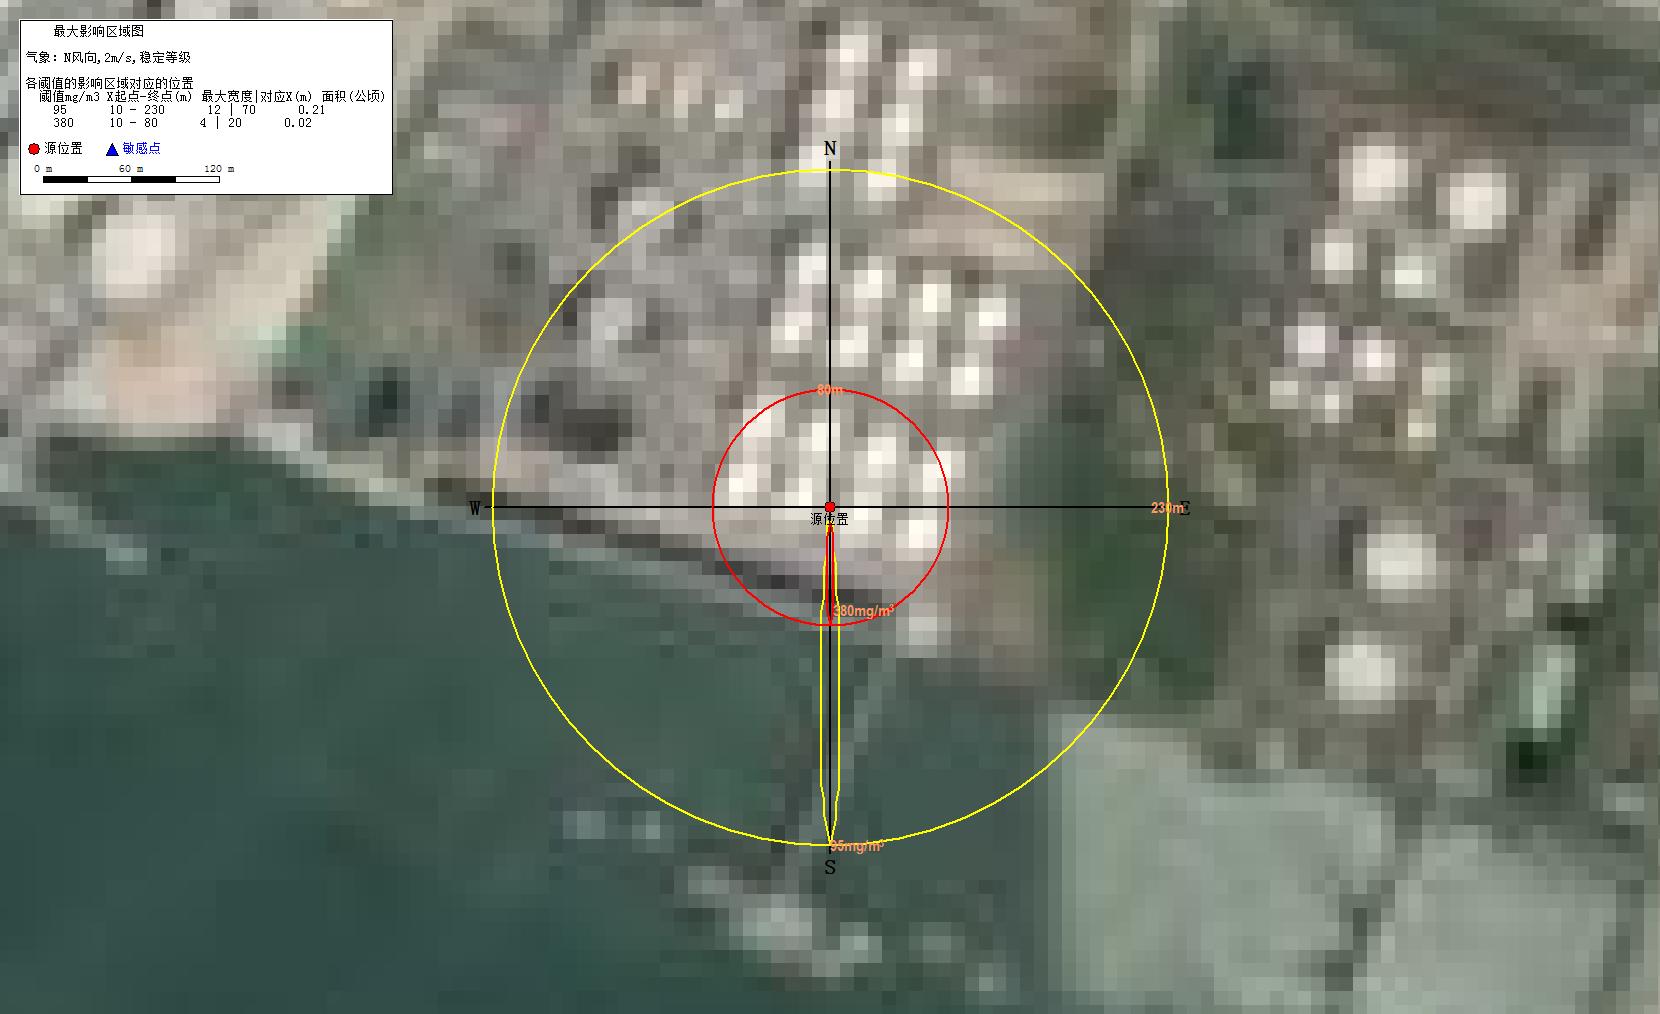 最大影响区域图
气象: N风向,2m/s,稳定等级
各阈值的影响区域对应的位置
阈值mg/m3 X起点-终点(m) 最大宽度|对应X(m) 面积(公顷)
95 10 - 230 12 | 70 0.21
380 10 - 80 4 | 20 0.02
源位置 敏感点
0 m 60 m 120 m
N
80m
W
230m
E
源位置
380mg/m³
95mg/m³
S